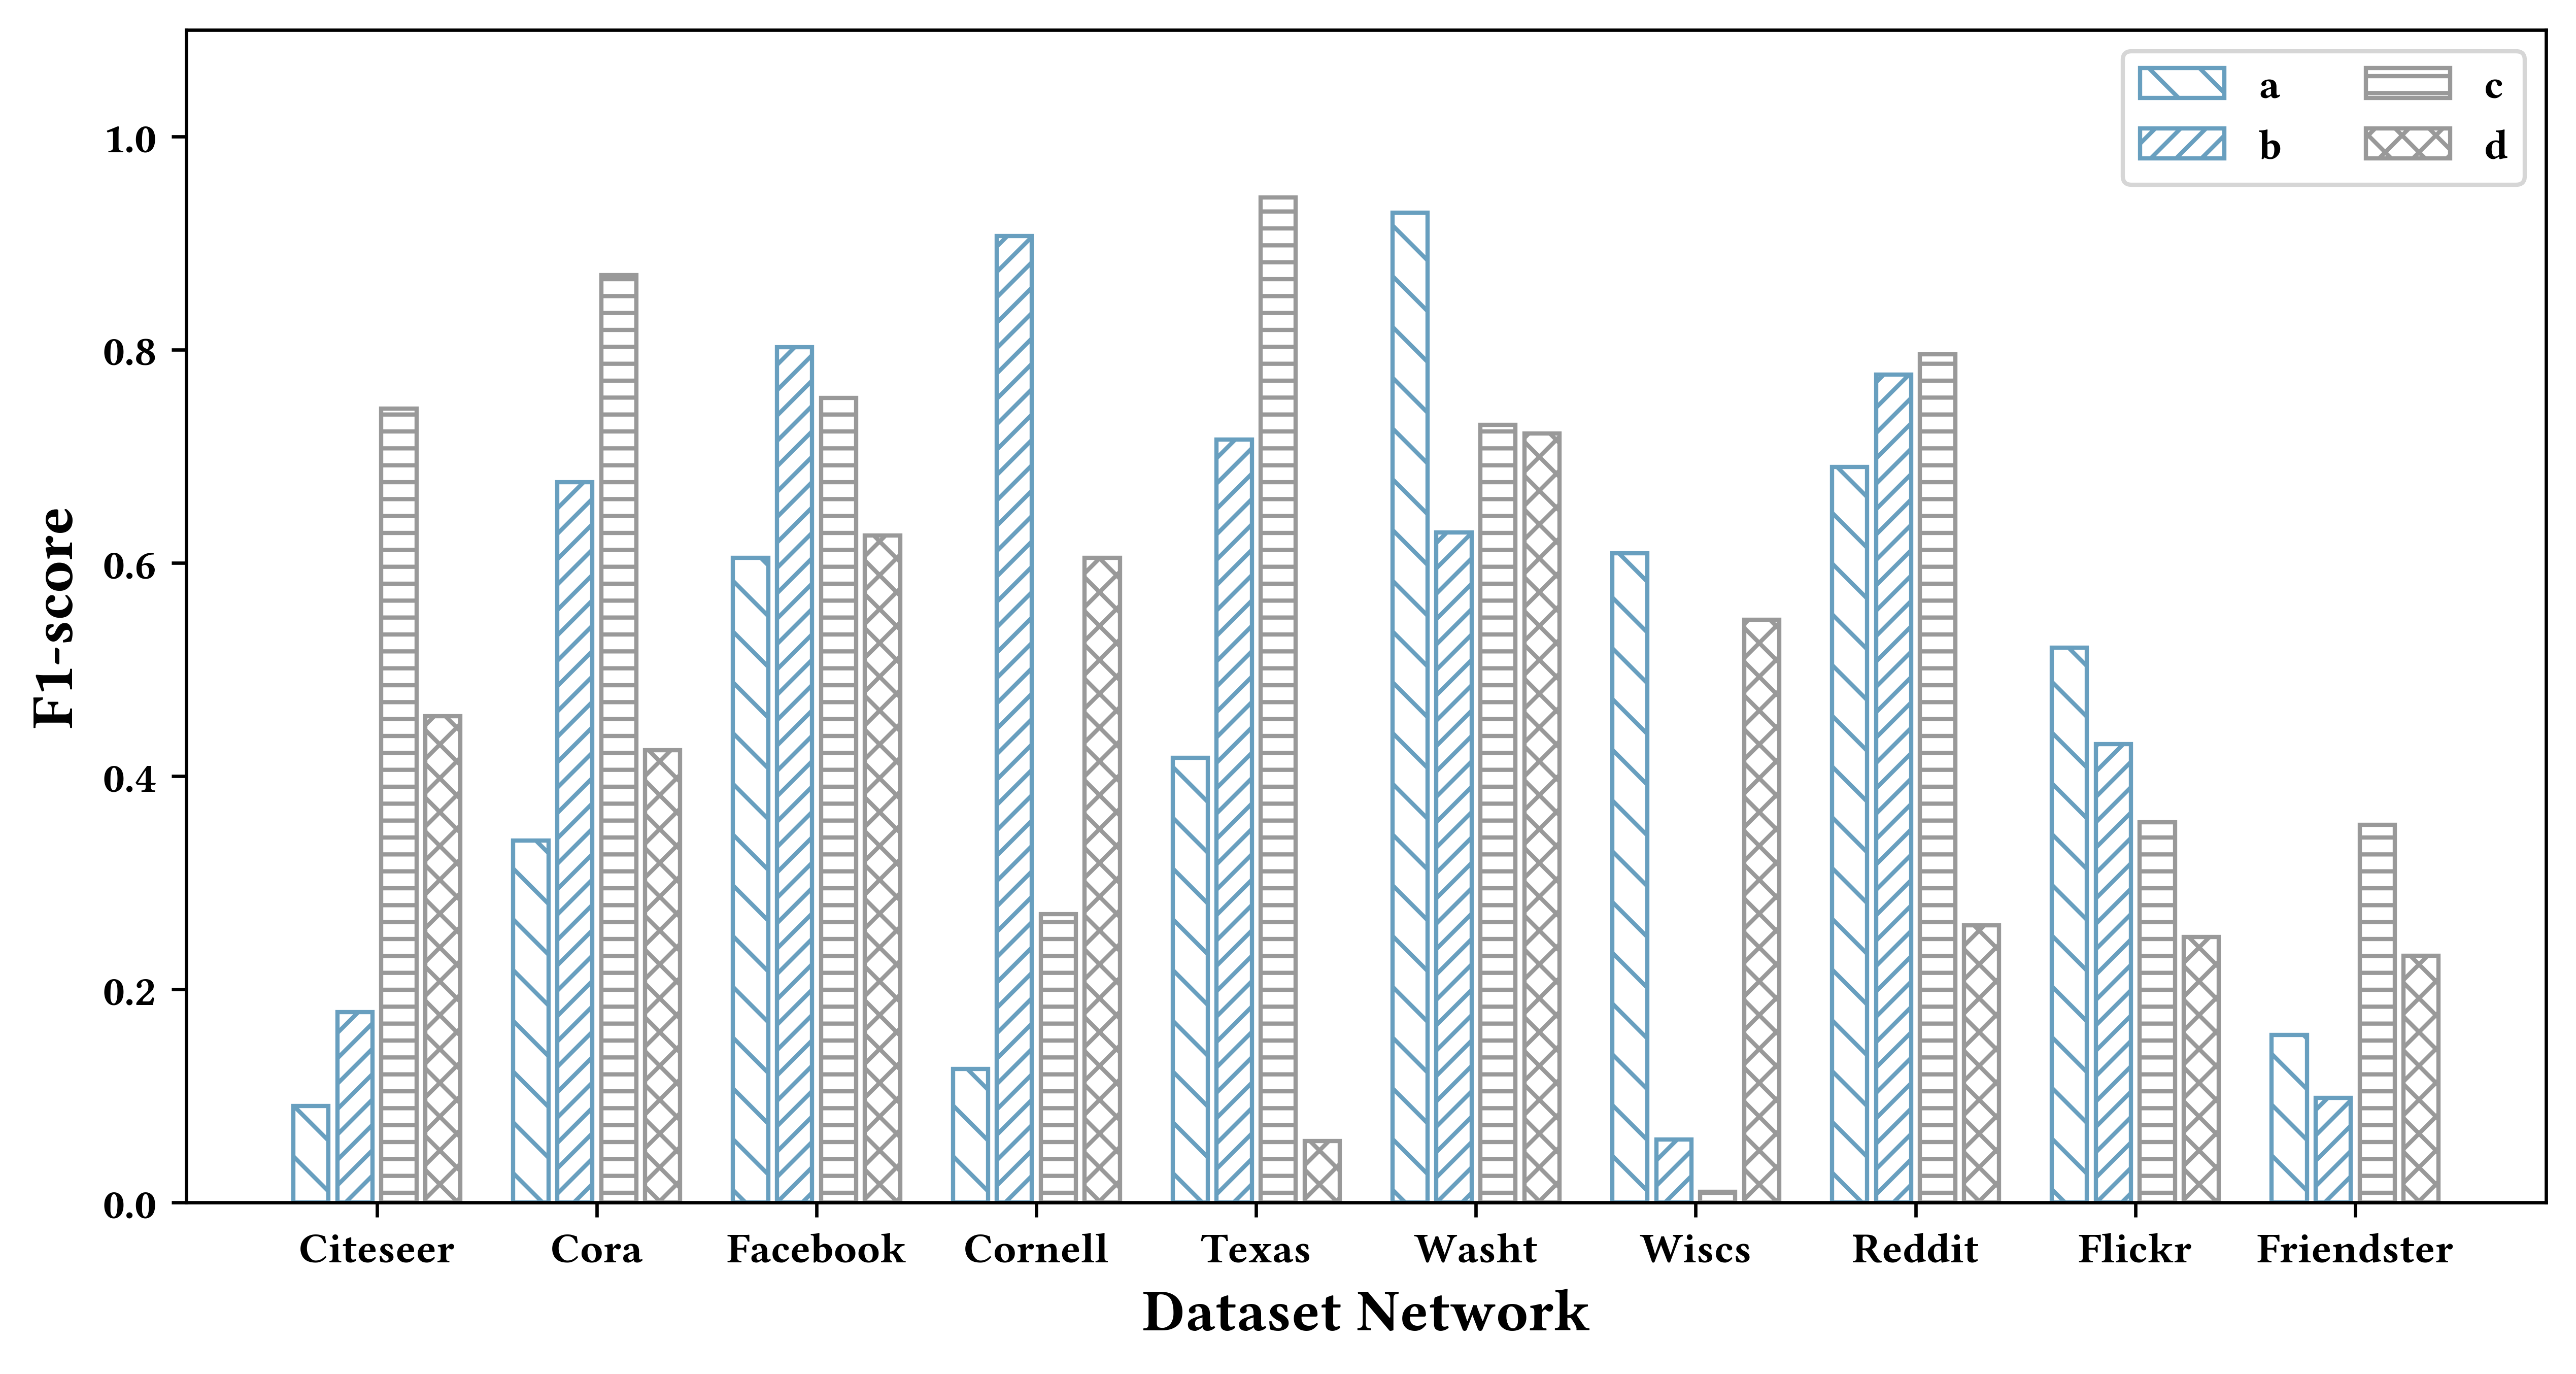 a c
b d
1.0
0.8
0.6
0.4
0.2
0.0
F1-score
Citeseer Cora Facebook Cornell Texas Washt Wiscs Reddit Flickr Friendster
Dataset Network